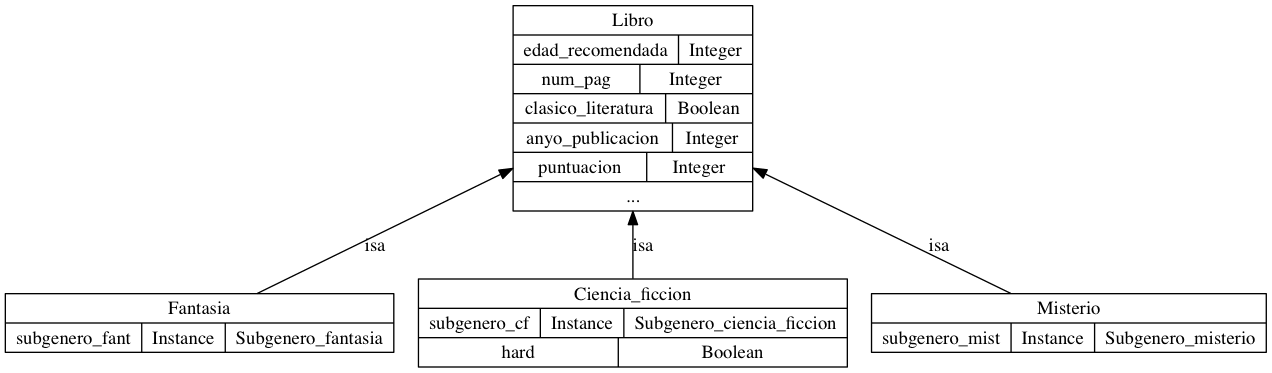 Libro
edad_recomendada Integer
num_pag Integer
clasico_literatura Boolean
anyo_publicacion Integer
puntuacion Integer
...
isa isa isa
Fantasia
subgenero_fant Instance Subgenero_fantasia
Ciencia_ficcion
subgenero_cf Instance Subgenero_ciencia_ficcion
hard Boolean
Misterio
subgenero_mist Instance Subgenero_misterio